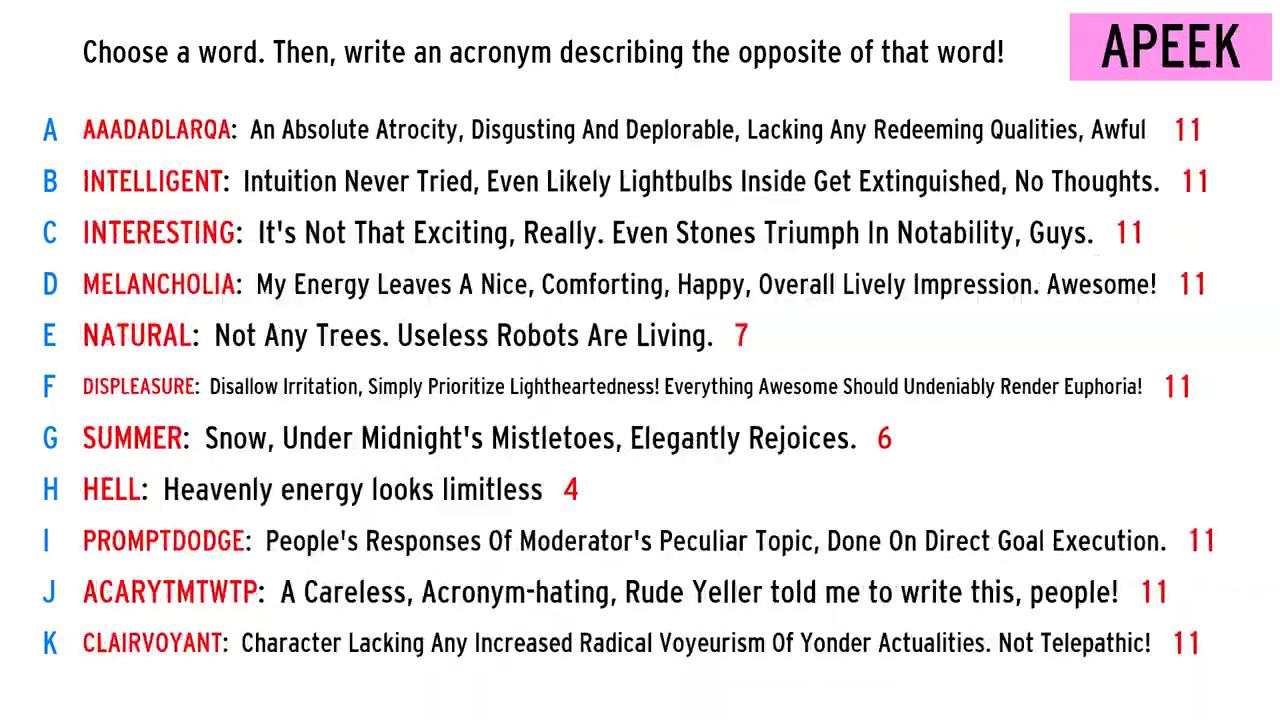 Choose a word. Then, write an acronym describing the opposite of that word!
APEEK
A AAADADLARQA: An Absolute Atrocity, Disgusting And Deplorable, Lacking Any Redeeming Qualities, Awful 11
B INTELLIGENT: Intuition Never Tried, Even Likely Lightbulbs Inside Get Extinguished, No Thoughts. 11
C INTERESTING: It's Not That Exciting, Really. Even Stones Triumph In Notability, Guys. 11
D MELANCHOLIA: My Energy Leaves A Nice, Comforting, Happy, Overall Lively Impression. Awesome! 11
E NATURAL: Not Any Trees. Useless Robots Are Living. 7
F DISPLEASURE: Disallow Irritation, Simply Prioritize Lightheartedness! Everything Awesome Should Undeniably Render Euphoria! 11
G SUMMER: Snow, Under Midnight's Mistletoes, Elegantly Rejoices. 6
H HELL: Heavenly energy looks limitless 4
I PROMPTDODGE: People's Responses Of Moderator's Peculiar Topic, Done On Direct Goal Execution. 11
J ACARYTMTWTP: A Careless, Acronym-hating, Rude Yeller told me to write this, people! 11
K CLAIRVOYANT: Character Lacking Any Increased Radical Voyeurism Of Yonder Actualities. Not Telepathic! 11